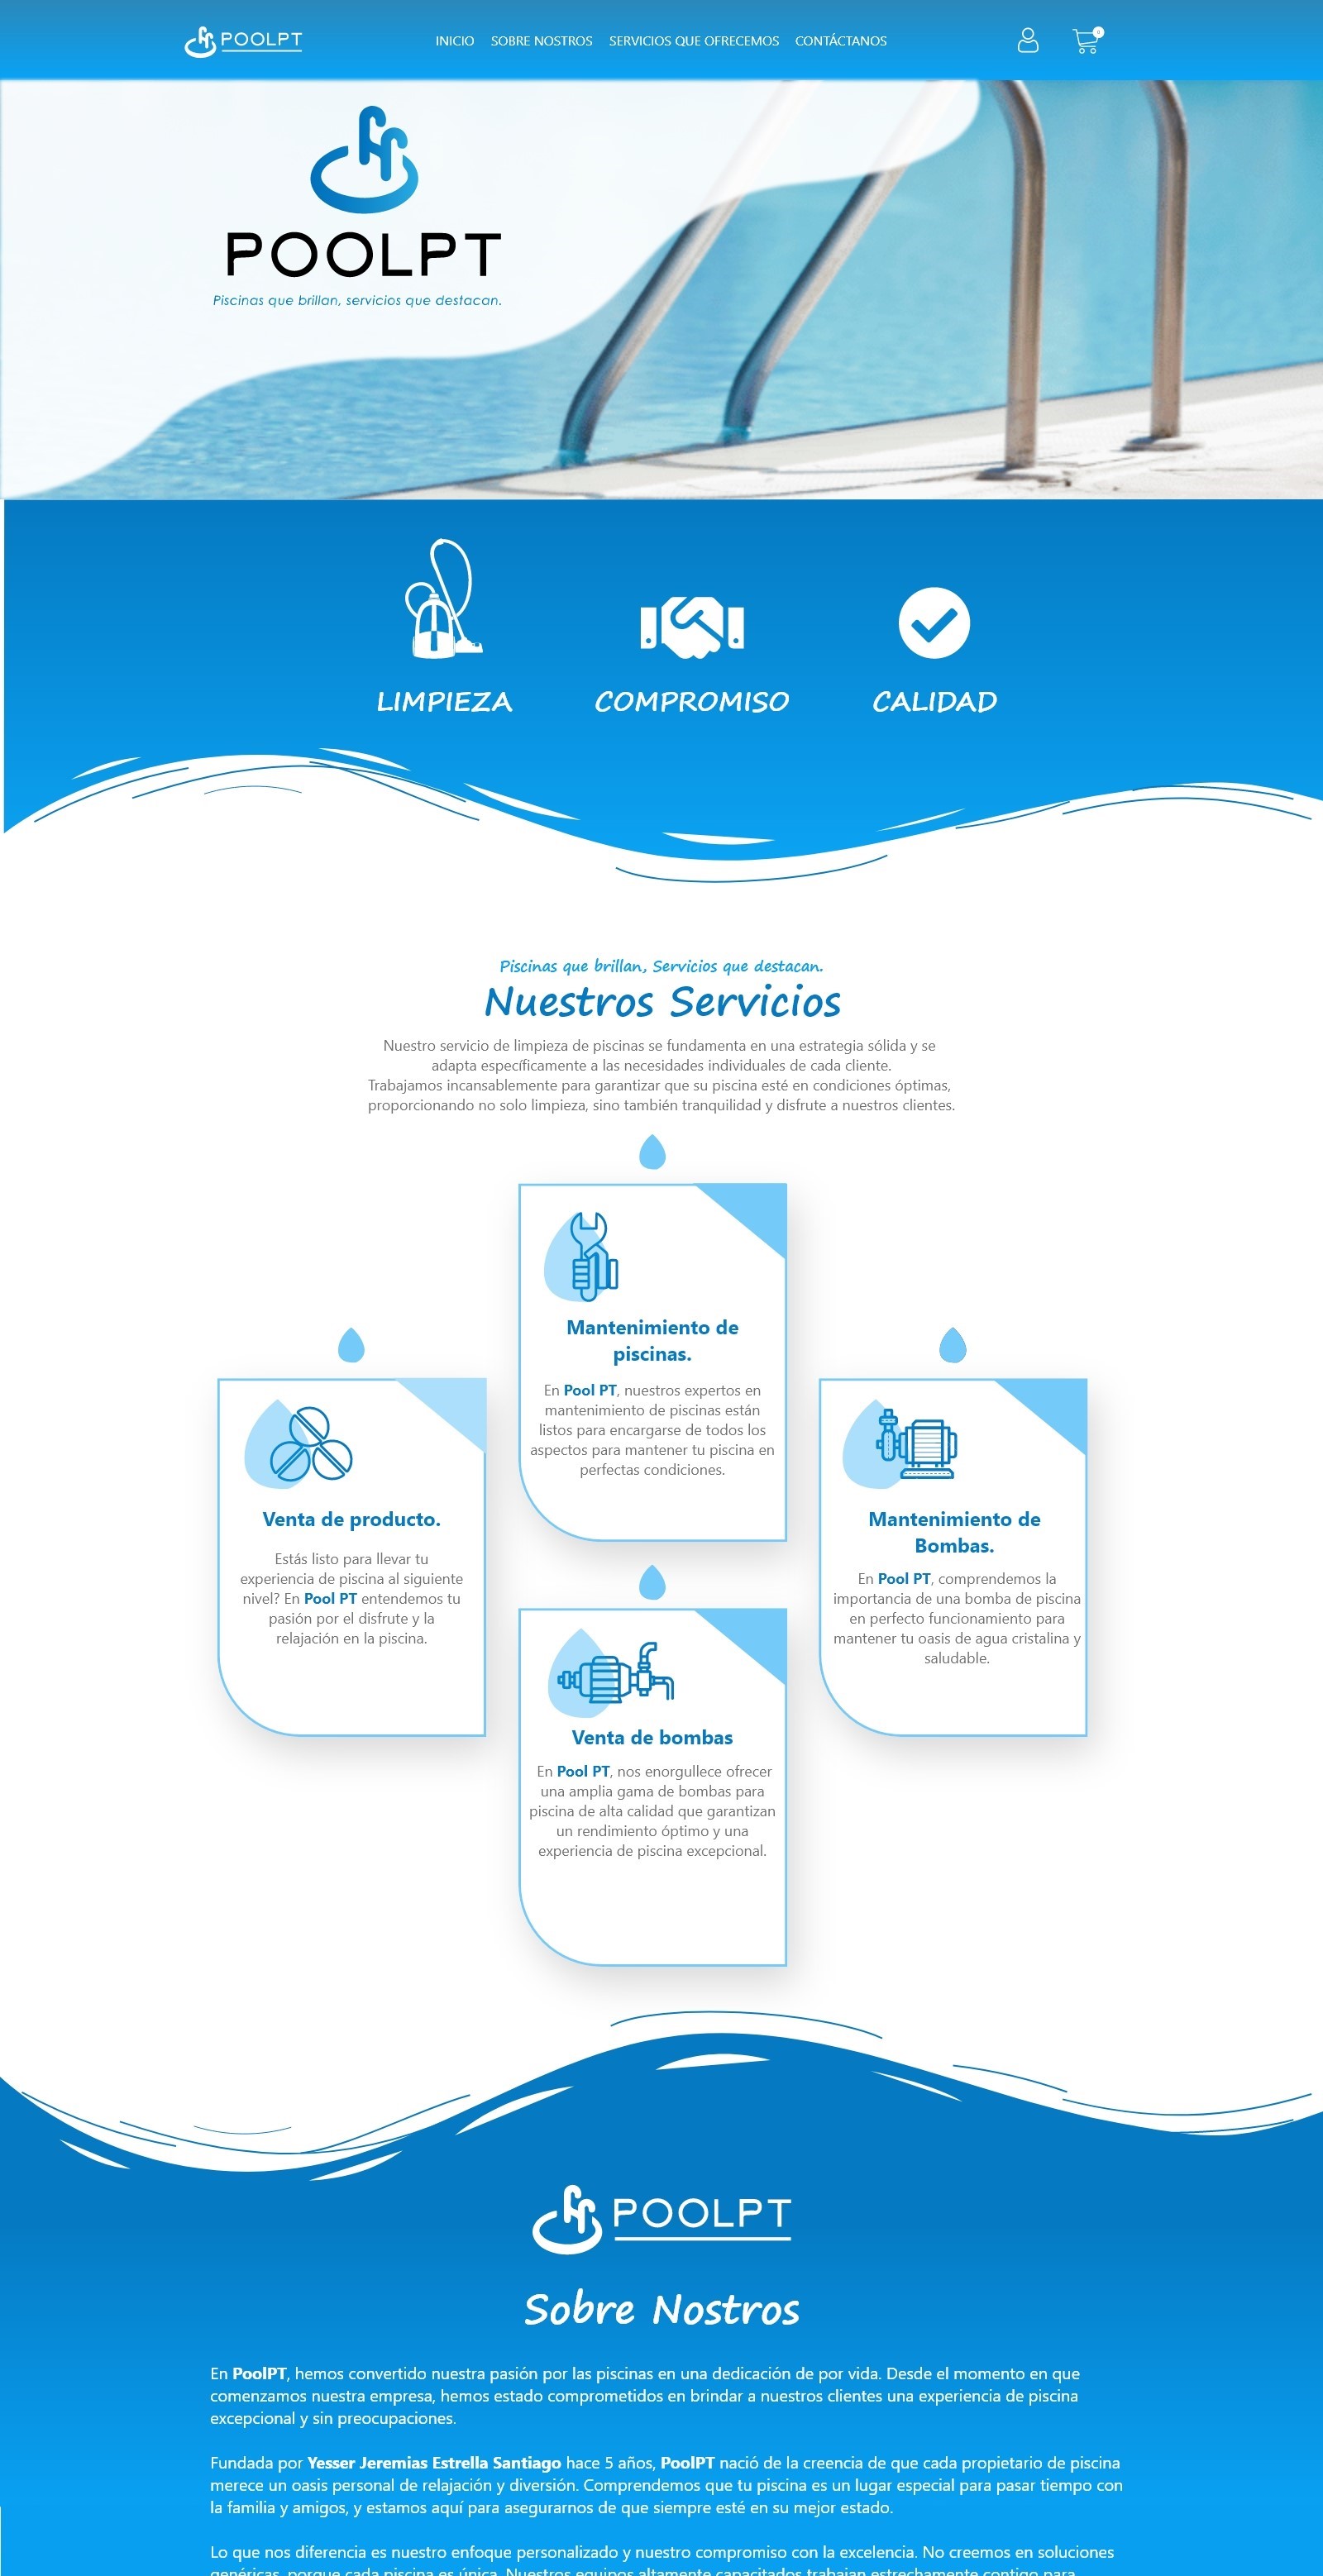 POOLPT
INICIO SOBRE NOSTROS SERVICIOS QUE OFRECEMOS CONTÁCTANOS
POOLPT
Piscinas que brillan, servicios que destacan.
LIMPIEZA COMPROMISO CALIDAD
Piscinas que brillan, Servicios que destacan.
Nuestros Servicios
Nuestro servicio de limpieza de piscinas se fundamenta en una estrategia sólida y se
adapta específicamente a las necesidades individuales de cada cliente.
Trabajamos incansablemente para garantizar que su piscina esté en condiciones óptimas,
proporcionando no solo limpieza, sino también tranquilidad y disfrute a nuestros clientes.
Mantenimiento de
piscinas.
En Pool PT, nuestros expertos en
mantenimiento de piscinas están
listos para encargarse de todos los
aspectos para mantener tu piscina en
perfectas condiciones.
Venta de producto.
Estás listo para llevar tu
experiencia de piscina al siguiente
nivel? En Pool PT entendemos tu
pasión por el disfrute y la
relajación en la piscina.
Mantenimiento de
Bombas.
En Pool PT, comprendemos la
importancia de una bomba de piscina
en perfecto funcionamiento para
mantener tu oasis de agua cristalina y
saludable.
Venta de bombas
En Pool PT, nos enorgullece ofrecer
una amplia gama de bombas para
piscina de alta calidad que garantizan
un rendimiento óptimo y una
experiencia de piscina excepcional.
POOLPT
Sobre Nostros
En PoolPT, hemos convertido nuestra pasión por las piscinas en una dedicación de por vida. Desde el momento en que
comenzamos nuestra empresa, hemos estado comprometidos en brindar a nuestros clientes una experiencia de piscina
excepcional y sin preocupaciones.
Fundada por Yesser Jeremias Estrella Santiago hace 5 años, PoolPT nació de la creencia de que cada propietario de piscina
merece un oasis personal de relajación y diversión. Comprendemos que tu piscina es un lugar especial para pasar tiempo con
la familia y amigos, y estamos aquí para asegurarnos de que siempre esté en su mejor estado.
Lo que nos diferencia es nuestro enfoque personalizado y nuestro compromiso con la excelencia. No creemos en soluciones
genéricas, porque cada piscina es única. Nuestros equipos altamente capacitados trabajan estrechamente contigo para